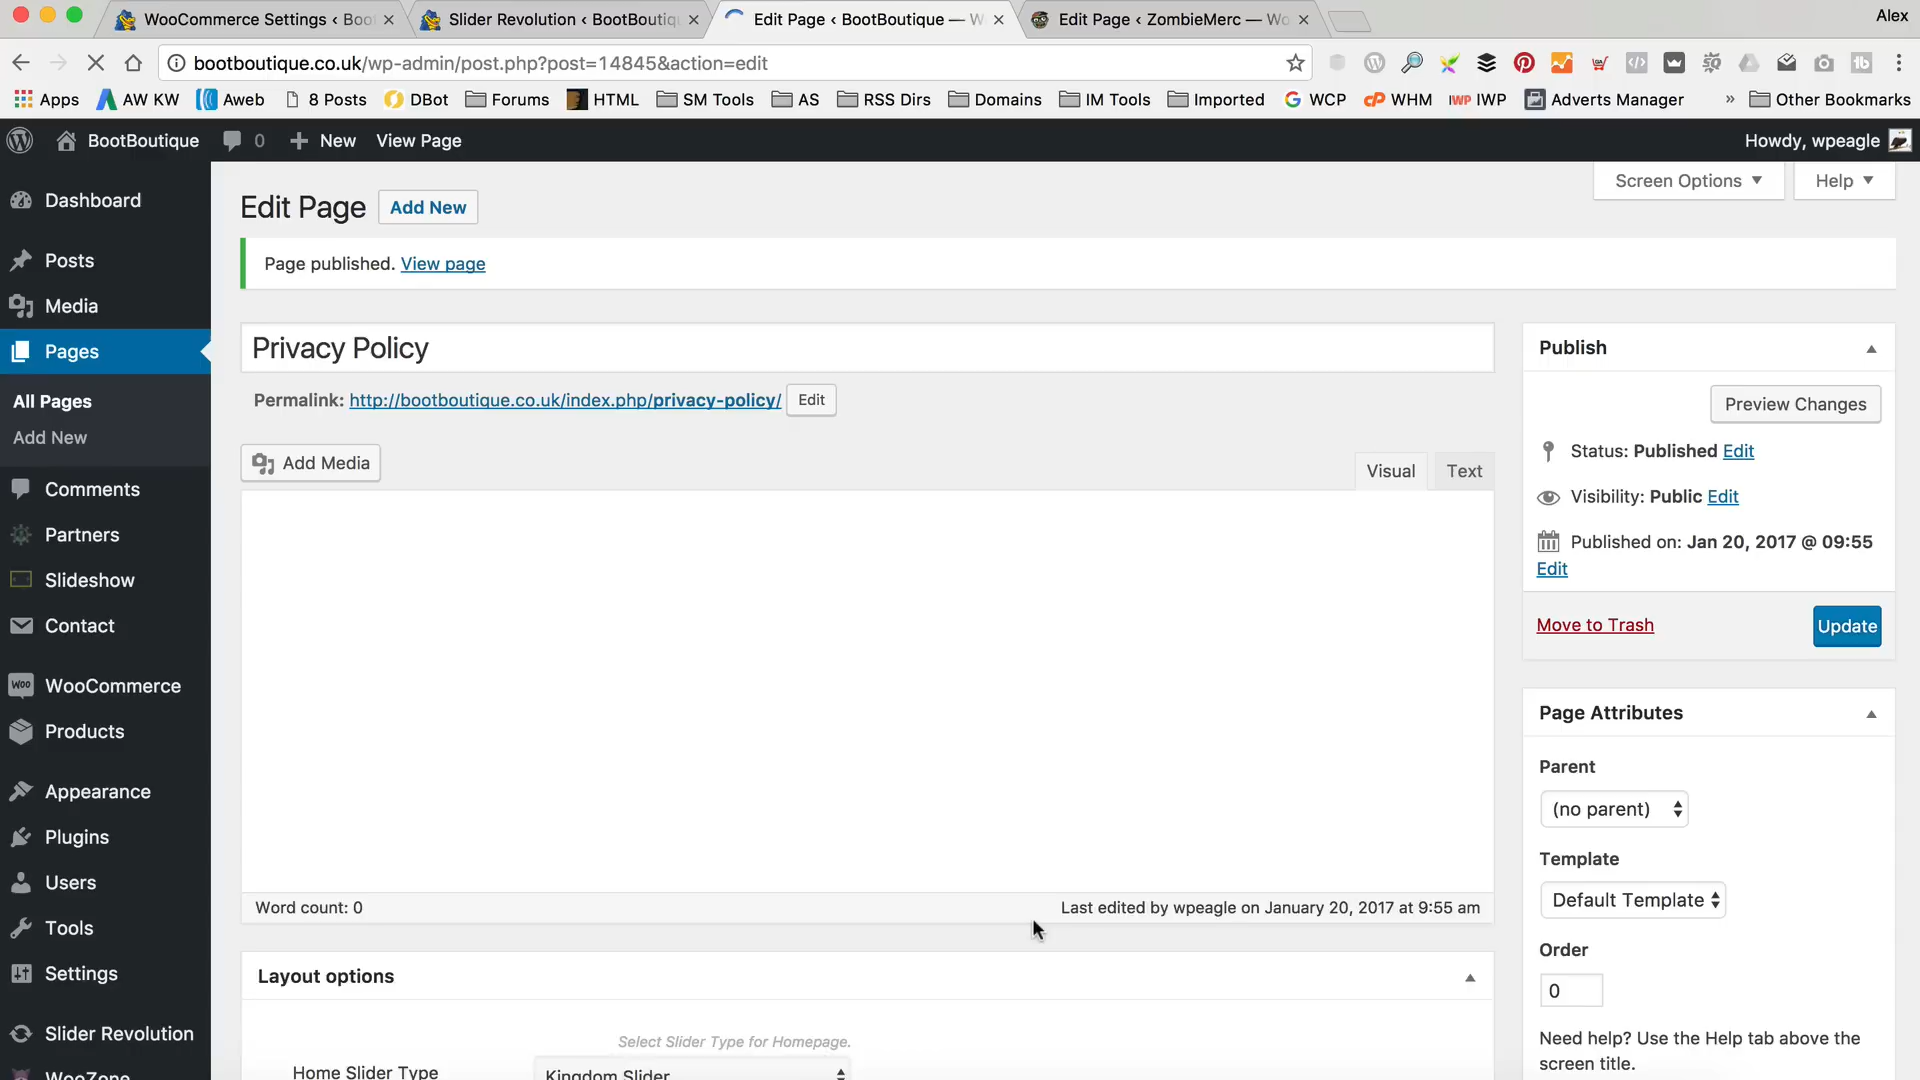 WooCommerce Settings ‹ Boo
Slider Revolution ‹ BootBoutiqu
Edit Page ‹ BootBoutique — W
Edit Page ‹ ZombieMerc — Wo
Alex
bootboutique.co.uk/wp-admin/post.php?post=14845&action=edit
Apps
AW KW
Aweb
8 Posts
DBot
Forums
HTML
SM Tools
AS
RSS Dirs
Domains
IM Tools
Imported
WCP
WHM
IWP IWP
Adverts Manager
»
Other Bookmarks
BootBoutique
0
New
View Page
Howdy, wpeagle
Dashboard
Posts
Media
Pages
All Pages
Add New
Comments
Partners
Slideshow
Contact
WooCommerce
Products
Appearance
Plugins
Users
Tools
Settings
Slider Revolution
WooZone
Screen Options
Help
Edit Page
Add New
Page published. View page
Privacy Policy
Permalink: http://bootboutique.co.uk/index.php/privacy-policy/
Edit
Add Media
Visual
Text
Word count: 0
Last edited by wpeagle on January 20, 2017 at 9:55 am
Layout options
Select Slider Type for Homepage.
Home Slider Type
Kingdom Slider
Publish
Preview Changes
Status: Published Edit
Visibility: Public Edit
Published on: Jan 20, 2017 @ 09:55
Edit
Move to Trash
Update
Page Attributes
Parent
(no parent)
Template
Default Template
Order
0
Need help? Use the Help tab above the
screen title.